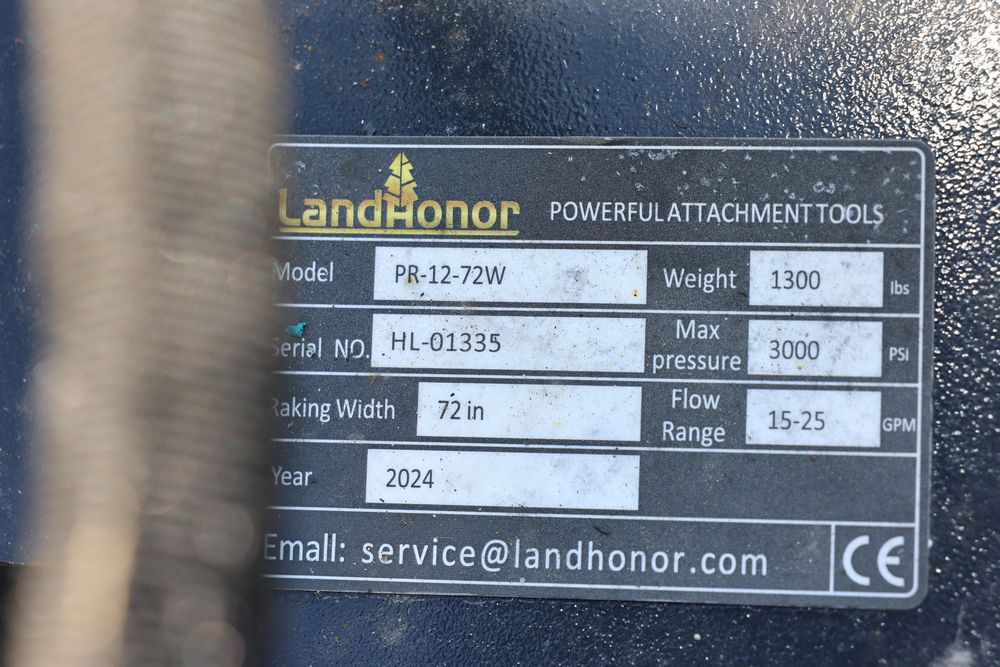 LandHonor POWERFUL ATTACHMENT TOOLS
Model PR-12-72W Weight 1300 lbs
Serial NO. HL-01335 Max pressure 3000 PSI
Raking Width 72 in Flow Range 15-25 GPM
Year 2024
Emall: service@landhonor.com CE